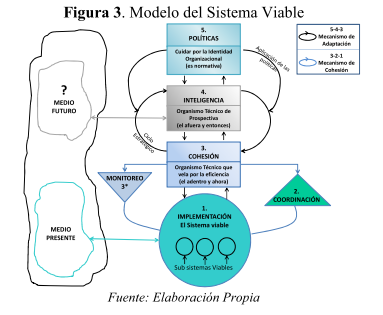 Figura 3. Modelo del Sistema Viable
5.
POLÍTICAS
Cuidar por la Identidad
Organizacional
(es normativa)
Aplicación de las
políticas
5-4-3
Mecanismo de
Adaptación
3-2-1
Mecanismo de
Cohesión
?
MEDIO
FUTURO
4.
INTELIGENCIA
Organismo Técnico de
Prospectiva
(el afuera y entonces)
Ciclo
Estratégico
3.
COHESIÓN
Organismo Técnico que
vela por la eficiencia
(el adentro y ahora)
MONITOREO
3*
2.
COORDINACIÓN
1.
IMPLEMENTACIÓN
El Sistema viable
MEDIO
PRESENTE
Sub sistemas Viables
Fuente: Elaboración Propia